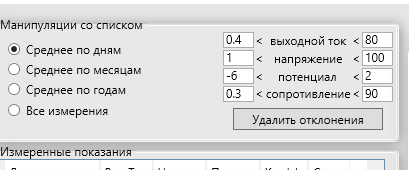 Манипуляции со списком
Среднее по дням
Среднее по месяцам
Среднее по годам
Все измерения
0.4 < выходной ток < 80
1 < напряжение < 100
-6 < потенциал < 2
0.3 < сопротивление < 90
Удалить отклонения
Измеренные показания